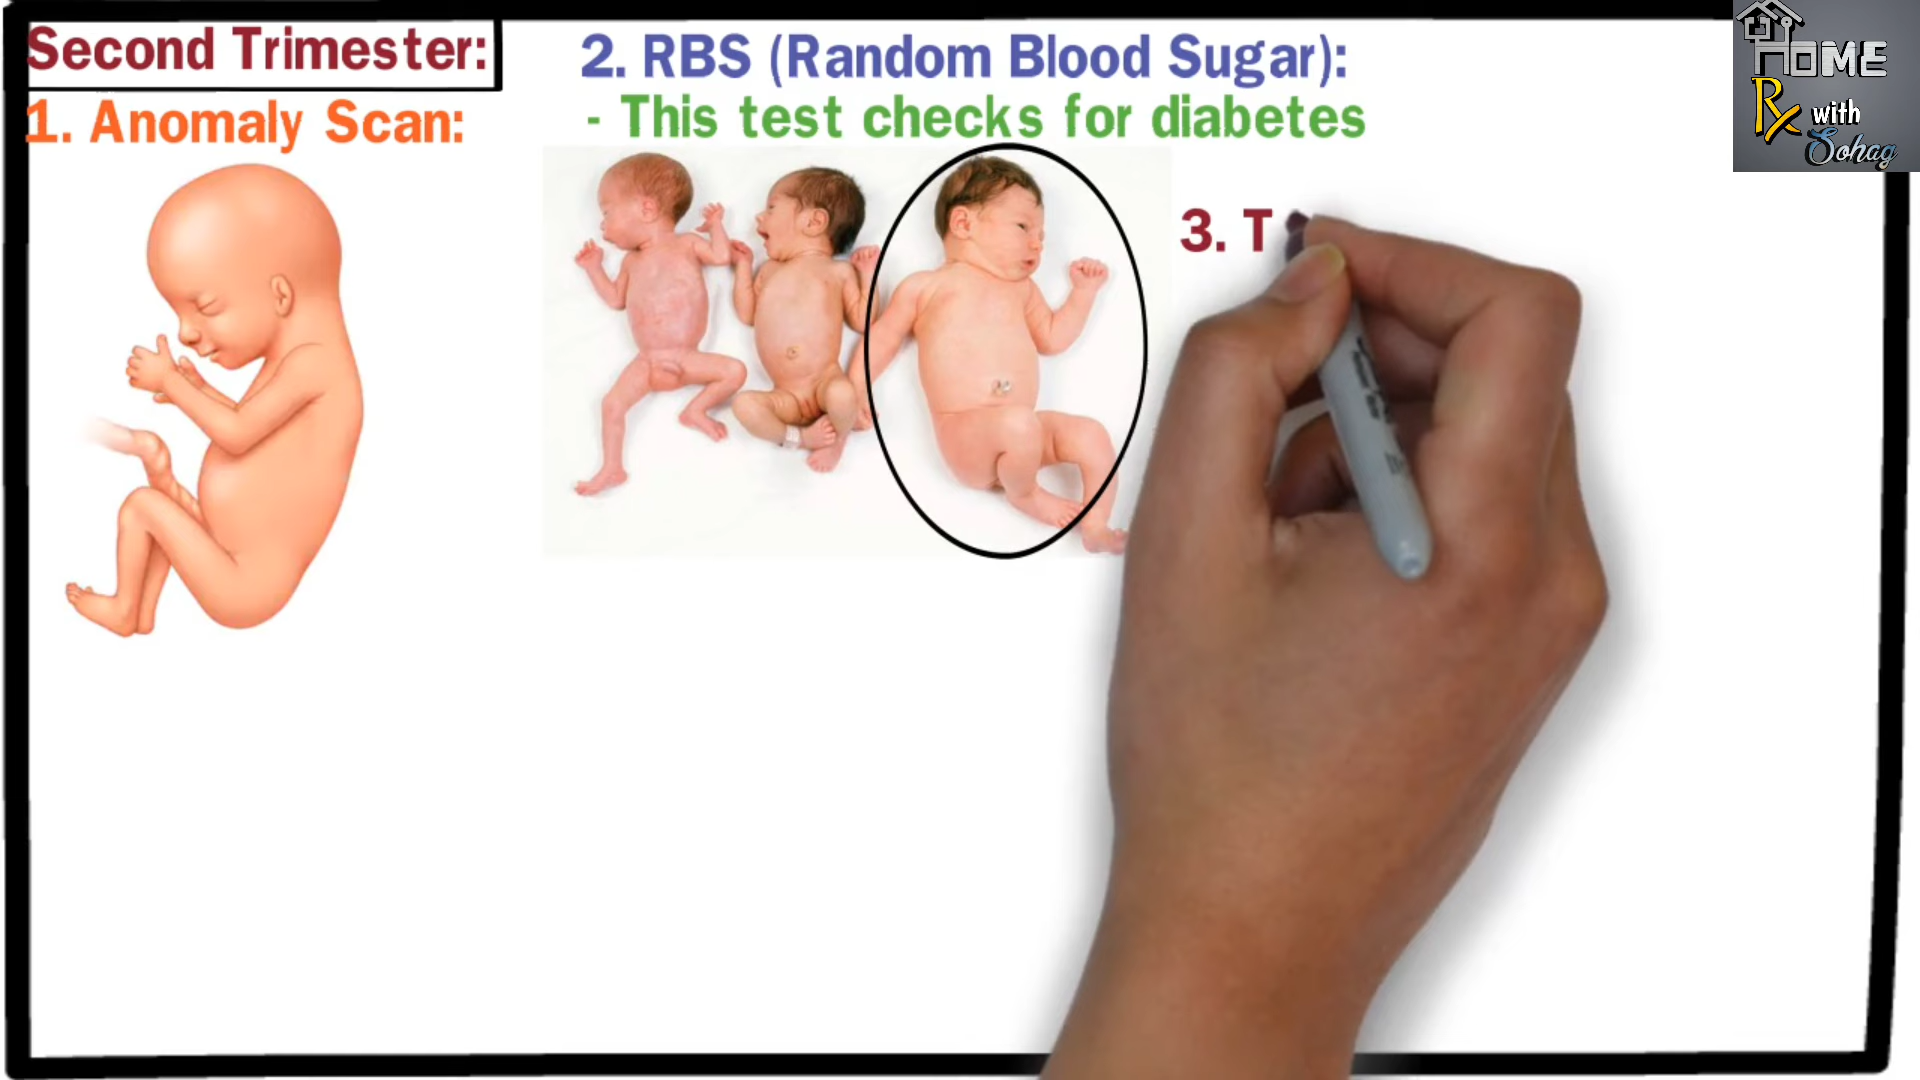 Second Trimester:
1. Anomaly Scan:
2. RBS (Random Blood Sugar):
- This test checks for diabetes
3. T
HOME
Rx with
Sohag